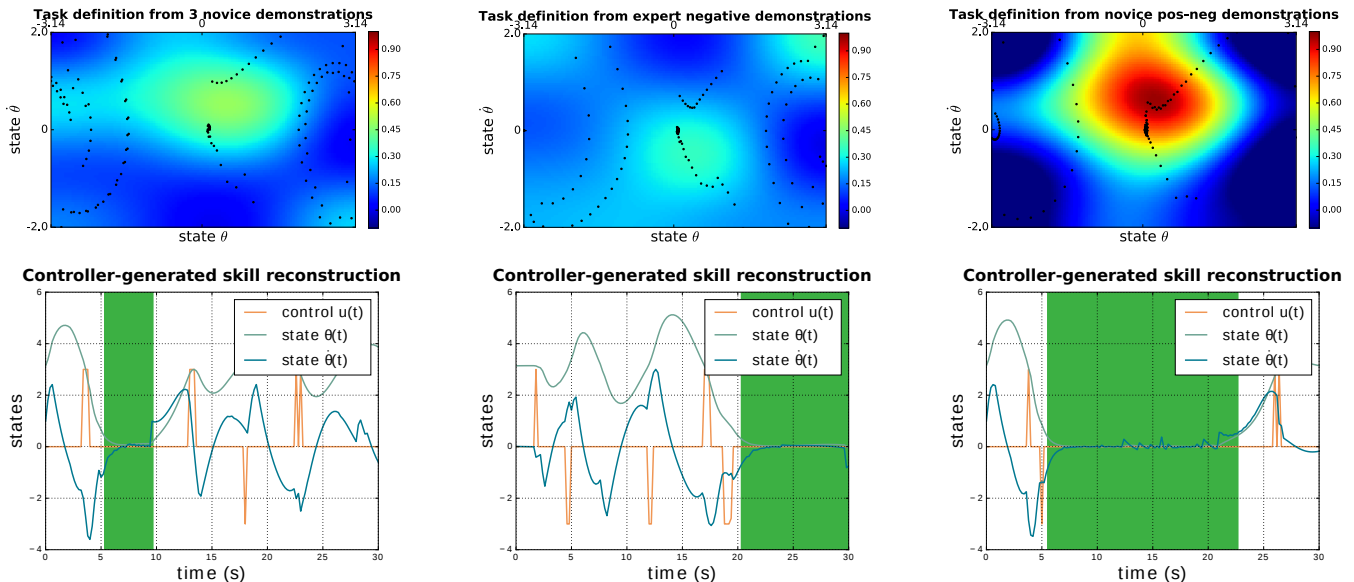 Task definition from 3 novice demonstrations
-3.14 0 3.14
2.0
0
-2.0
state θ̇
state θ
0.90
0.75
0.60
0.45
0.30
0.15
0.00
Task definition from expert negative demonstrations
-3.14 0 3.14
2.0
0
-2.0
state θ̇
state θ
0.90
0.75
0.60
0.45
0.30
0.15
0.00
Task definition from novice pos-neg demonstrations
-3.14 0 3.14
2.0
0
-2.0
state θ̇
state θ
0.90
0.75
0.60
0.45
0.30
0.15
0.00
Controller-generated skill reconstruction
control u(t)
state θ(t)
state θ̇(t)
6
4
2
0
−2
−4
states
0 5 10 15 20 25 30
time (s)
Controller-generated skill reconstruction
control u(t)
state θ(t)
state θ̇(t)
6
4
2
0
−2
−4
states
0 5 10 15 20 25 30
time (s)
Controller-generated skill reconstruction
control u(t)
state θ(t)
state θ̇(t)
6
4
2
0
−2
−4
states
0 5 10 15 20 25 30
time (s)